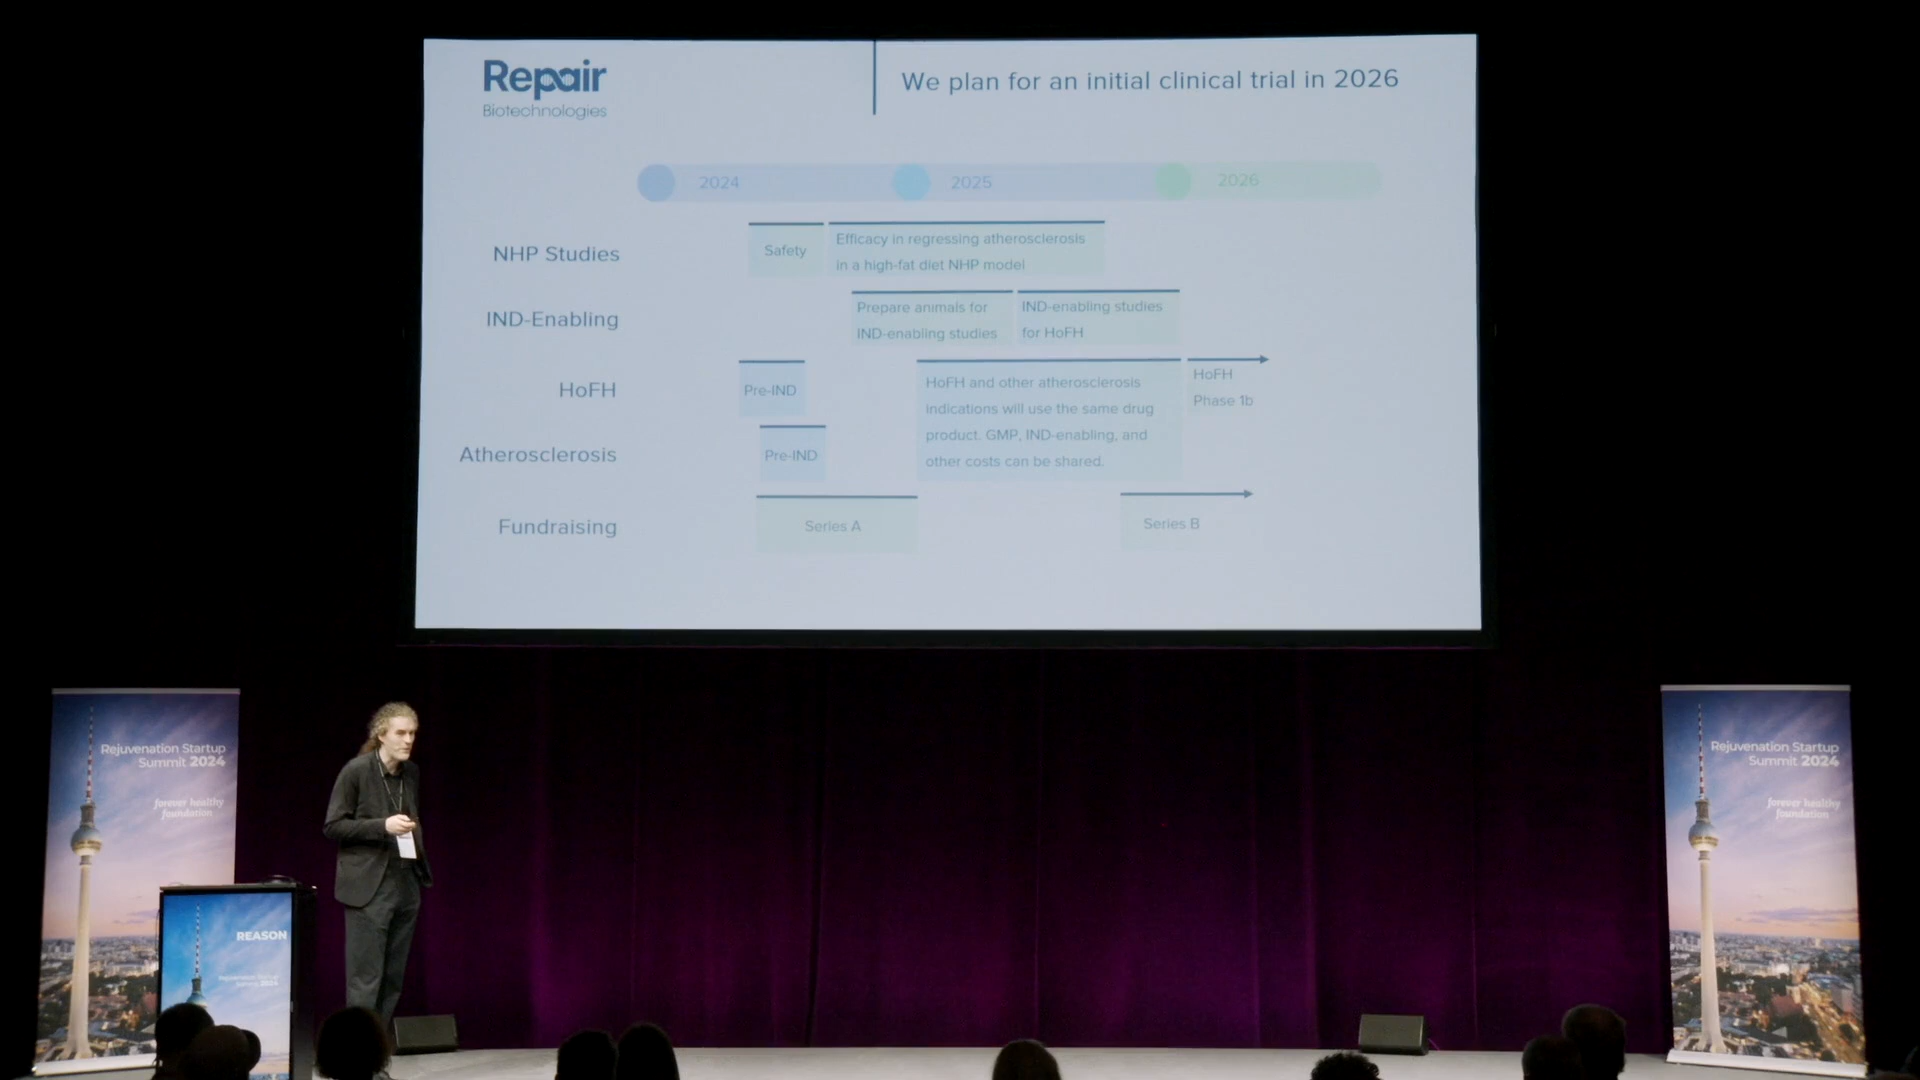 Repair
Biotechnologies
We plan for an initial clinical trial in 2026
2024
2025
2026
NHP Studies
Safety
Efficacy in regressing atherosclerosis
in a high-fat diet NHP model
IND-Enabling
Prepare animals for
IND-enabling studies
IND-enabling studies
for HoFH
HoFH
Pre-IND
HoFH and other atherosclerosis
indications will use the same drug
product. GMP, IND-enabling, and
other costs can be shared.
HoFH
Phase 1b
Atherosclerosis
Pre-IND
Fundraising
Series A
Series B
Rejuvenation Startup
Summit 2024
forever healthy
foundation
REASON
Rejuvenation Startup
Summit 2024
Rejuvenation Startup
Summit 2024
forever healthy
foundation